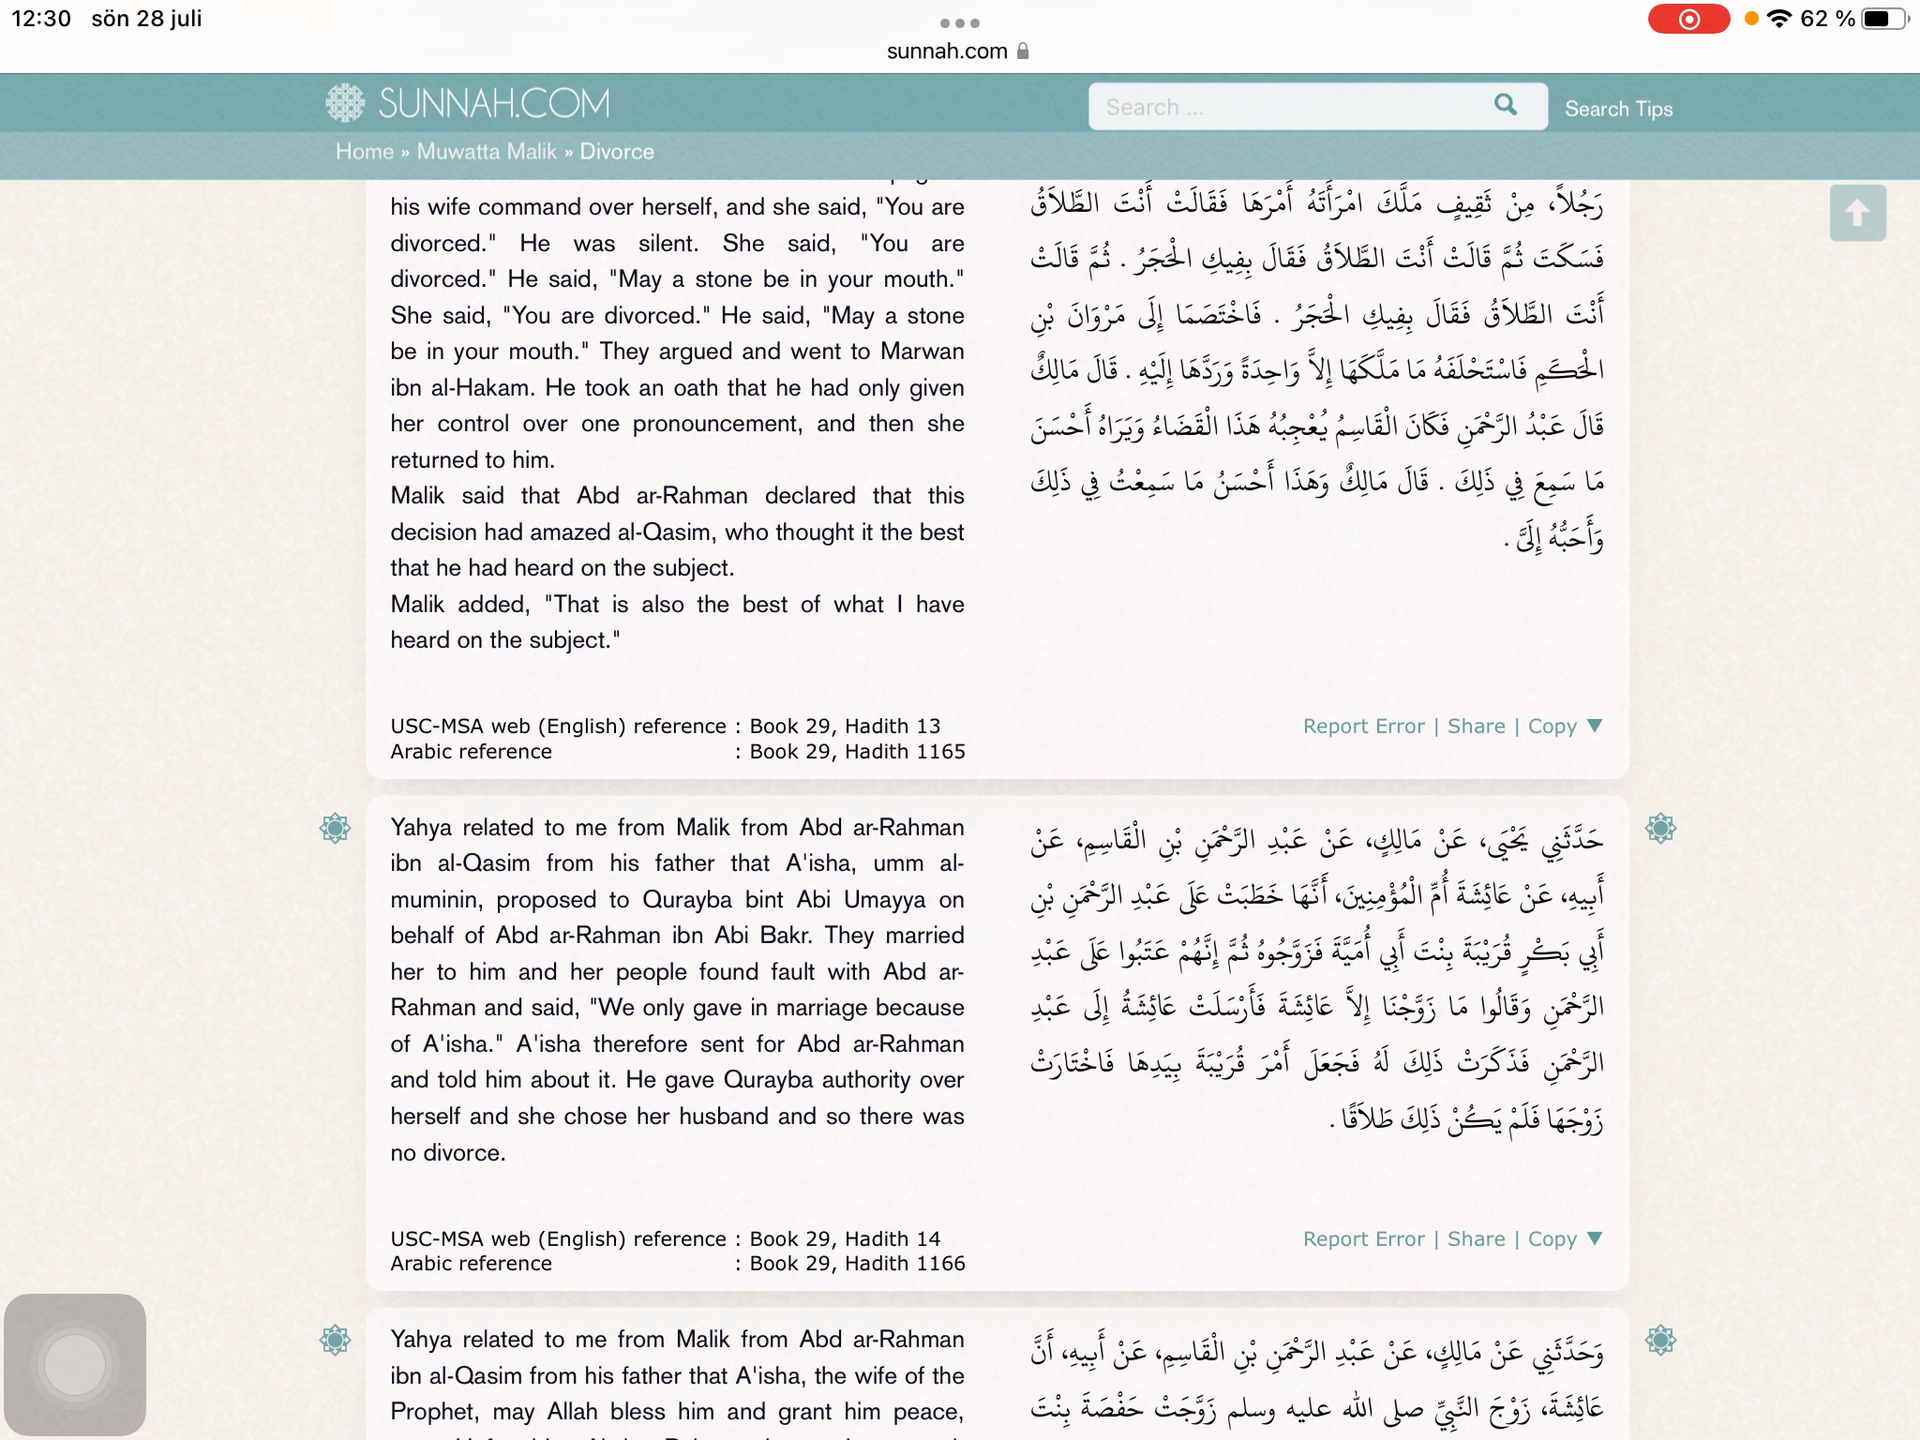 12:30 sön 28 juli
62 %
sunnah.com
SUNNAH.COM
Search ...
Search Tips
Home » Muwatta Malik » Divorce
his wife command over herself, and she said, "You are
divorced." He was silent. She said, "You are
divorced." He said, "May a stone be in your mouth."
She said, "You are divorced." He said, "May a stone
be in your mouth." They argued and went to Marwan
ibn al-Hakam. He took an oath that he had only given
her control over one pronouncement, and then she
returned to him.
Malik said that Abd ar-Rahman declared that this
decision had amazed al-Qasim, who thought it the best
that he had heard on the subject.
Malik added, "That is also the best of what I have
heard on the subject."
رَجُلاً، مِنْ ثَقِيفٍ مَلَّكَ امْرَأَتَهُ أَمْرَهَا فَقَالَتْ أَنْتَ الطَّلاَقُ
فَسَكَتَ ثُمَّ قَالَتْ أَنْتَ الطَّلاَقُ فَقَالَ بِفِيكِ الْحَجَرُ . ثُمَّ قَالَتْ
أَنْتَ الطَّلاَقُ فَقَالَ بِفِيكِ الْحَجَرُ . فَاخْتَصَمَا إِلَى مَرْوَانَ بْنِ
الْحَكَمِ فَاسْتَحْلَفَهُ مَا مَلَّكَهَا إِلاَّ وَاحِدَةً وَرَدَّهَا إِلَيْهِ . قَالَ مَالِكٌ
قَالَ عَبْدُ الرَّحْمَنِ فَكَانَ الْقَاسِمُ يُعْجِبُهُ هَذَا الْقَضَاءُ وَيَرَاهُ أَحْسَنَ
مَا سَمِعَ فِي ذَلِكَ . قَالَ مَالِكٌ وَهَذَا أَحْسَنُ مَا سَمِعْتُ فِي ذَلِكَ
وَأَحَبُّهُ إِلَىَّ .
USC-MSA web (English) reference : Book 29, Hadith 13
Arabic reference : Book 29, Hadith 1165
Report Error | Share | Copy ▼
Yahya related to me from Malik from Abd ar-Rahman
ibn al-Qasim from his father that A'isha, umm al-
muminin, proposed to Qurayba bint Abi Umayya on
behalf of Abd ar-Rahman ibn Abi Bakr. They married
her to him and her people found fault with Abd ar-
Rahman and said, "We only gave in marriage because
of A'isha." A'isha therefore sent for Abd ar-Rahman
and told him about it. He gave Qurayba authority over
herself and she chose her husband and so there was
no divorce.
حَدَّثَنِي يَحْيَى، عَنْ مَالِكٍ، عَنْ عَبْدِ الرَّحْمَنِ بْنِ الْقَاسِمِ، عَنْ
أَبِيهِ، عَنْ عَائِشَةَ أُمِّ الْمُؤْمِنِينَ، أَنَّهَا خَطَبَتْ عَلَى عَبْدِ الرَّحْمَنِ بْنِ
أَبِي بَكْرٍ قُرَيْبَةَ بِنْتَ أَبِي أُمَيَّةَ فَزَوَّجُوهُ ثُمَّ إِنَّهُمْ عَتَبُوا عَلَى عَبْدِ
الرَّحْمَنِ وَقَالُوا مَا زَوَّجْنَا إِلاَّ عَائِشَةَ فَأَرْسَلَتْ عَائِشَةُ إِلَى عَبْدِ
الرَّحْمَنِ فَذَكَرَتْ ذَلِكَ لَهُ فَجَعَلَ أَمْرَ قُرَيْبَةَ بِيَدِهَا فَاخْتَارَتْ
زَوْجَهَا فَلَمْ يَكُنْ ذَلِكَ طَلاَقًا .
USC-MSA web (English) reference : Book 29, Hadith 14
Arabic reference : Book 29, Hadith 1166
Report Error | Share | Copy ▼
Yahya related to me from Malik from Abd ar-Rahman
ibn al-Qasim from his father that A'isha, the wife of the
Prophet, may Allah bless him and grant him peace,
وَحَدَّثَنِي عَنْ مَالِكٍ، عَنْ عَبْدِ الرَّحْمَنِ بْنِ الْقَاسِمِ، عَنْ أَبِيهِ، أَنَّ
عَائِشَةَ، زَوْجَ النَّبِيِّ صلى الله عليه وسلم زَوَّجَتْ حَفْصَةَ بِنْتَ